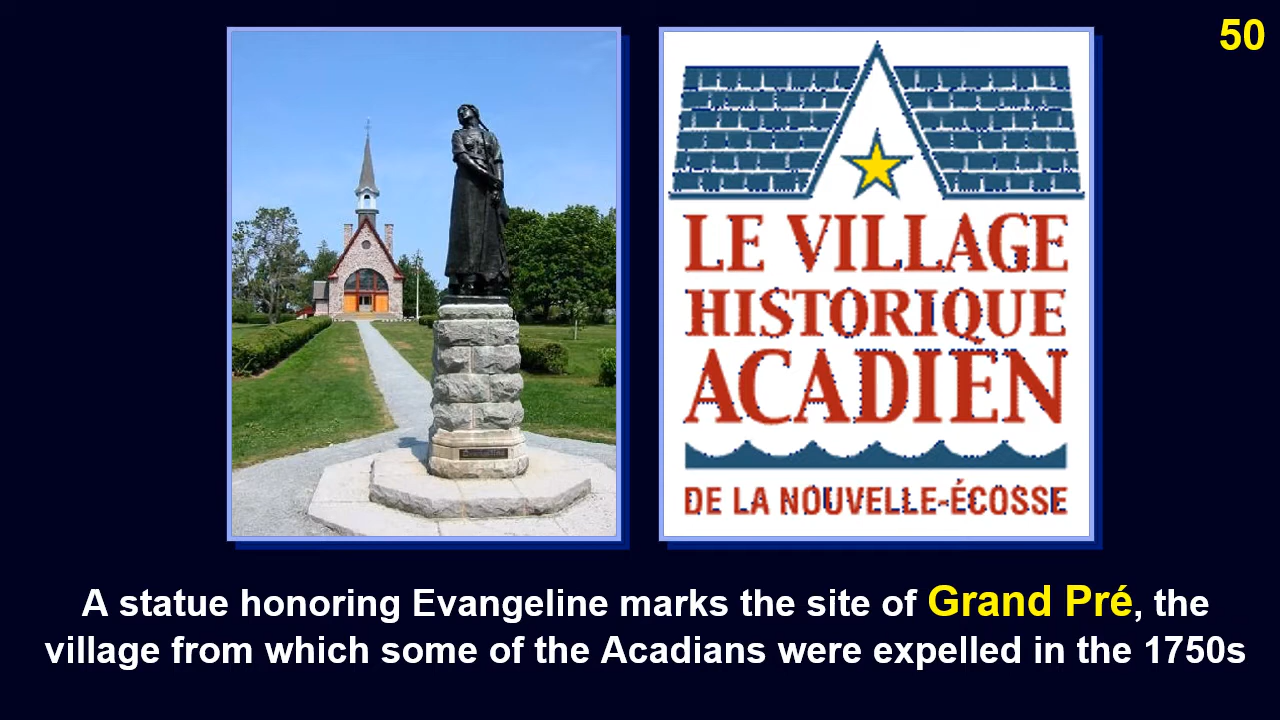 50
LE VILLAGE
HISTORIQUE
ACADIEN
DE LA NOUVELLE-ÉCOSSE
Evangeline
A statue honoring Evangeline marks the site of Grand Pré, the
village from which some of the Acadians were expelled in the 1750s